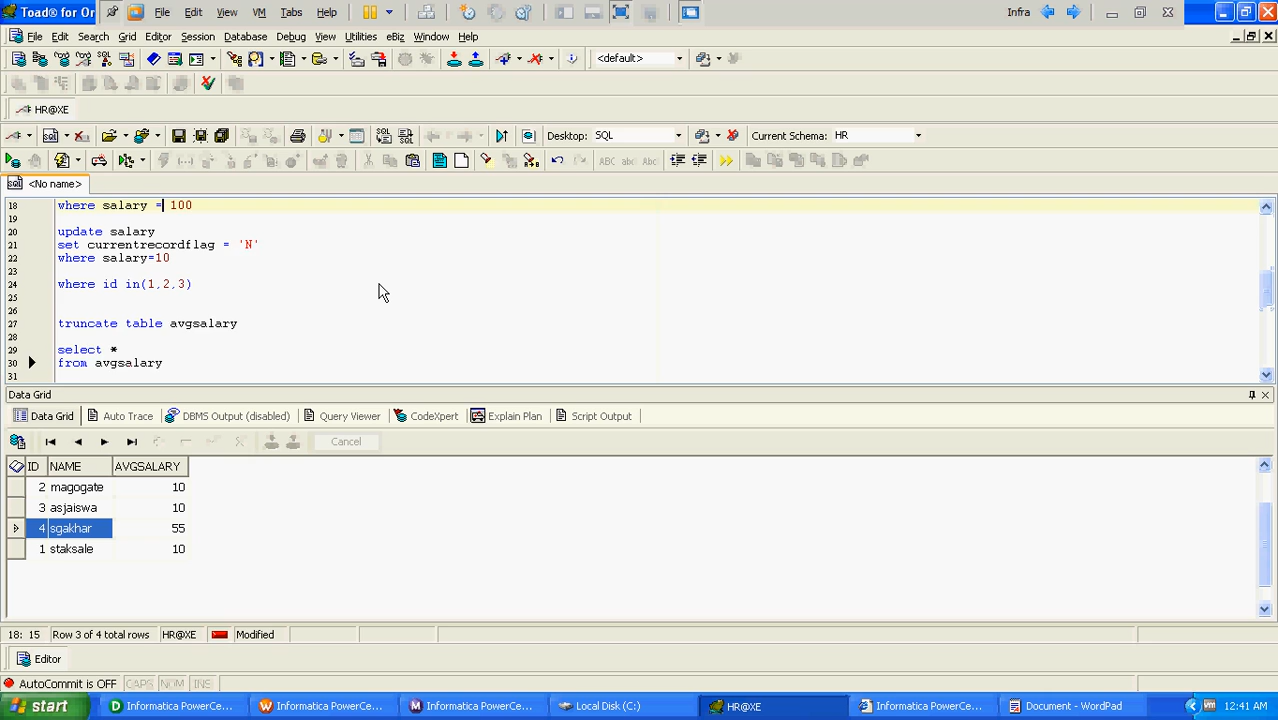 Toad® for Or
File Edit View VM Tabs Help
Infra
File Edit Search Grid Editor Session Database Debug View Utilities eBiz Window Help
<default>
HR@XE
SQL
Desktop: SQL
Current Schema: HR
<No name>
18 where salary = 100
19
20 update salary
21 set currentrecordflag = 'N'
22 where salary=10
23
24 where id in(1,2,3)
25
26
27 truncate table avgsalary
28
29 select *
30 from avgsalary
31
Data Grid
Data Grid Auto Trace DBMS Output (disabled) Query Viewer CodeXpert Explain Plan Script Output
Cancel
ID NAME AVGSALARY
2 magogate 10
3 asjaiswa 10
4 sgakhar 55
1 staksale 10
18: 15 Row 3 of 4 total rows HR@XE Modified
Editor
AutoCommit is OFF CAPS NUM INS
start Informatica PowerCe... Informatica PowerCe... Informatica PowerCe... Local Disk (C:) HR@XE Informatica PowerCe... Document - WordPad 12:41 AM